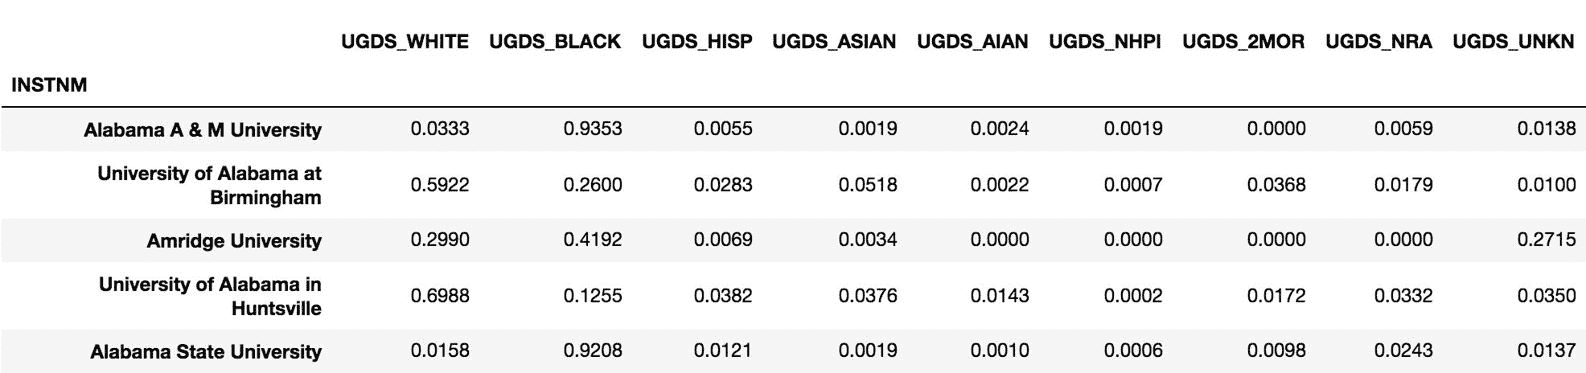 UGDS_WHITE UGDS_BLACK UGDS_HISP UGDS_ASIAN UGDS_AIAN UGDS_NHPI UGDS_2MOR UGDS_NRA UGDS_UNKN
INSTNM
Alabama A & M University 0.0333 0.9353 0.0055 0.0019 0.0024 0.0019 0.0000 0.0059 0.0138
University of Alabama at
Birmingham 0.5922 0.2600 0.0283 0.0518 0.0022 0.0007 0.0368 0.0179 0.0100
Amridge University 0.2990 0.4192 0.0069 0.0034 0.0000 0.0000 0.0000 0.0000 0.2715
University of Alabama in
Huntsville 0.6988 0.1255 0.0382 0.0376 0.0143 0.0002 0.0172 0.0332 0.0350
Alabama State University 0.0158 0.9208 0.0121 0.0019 0.0010 0.0006 0.0098 0.0243 0.0137